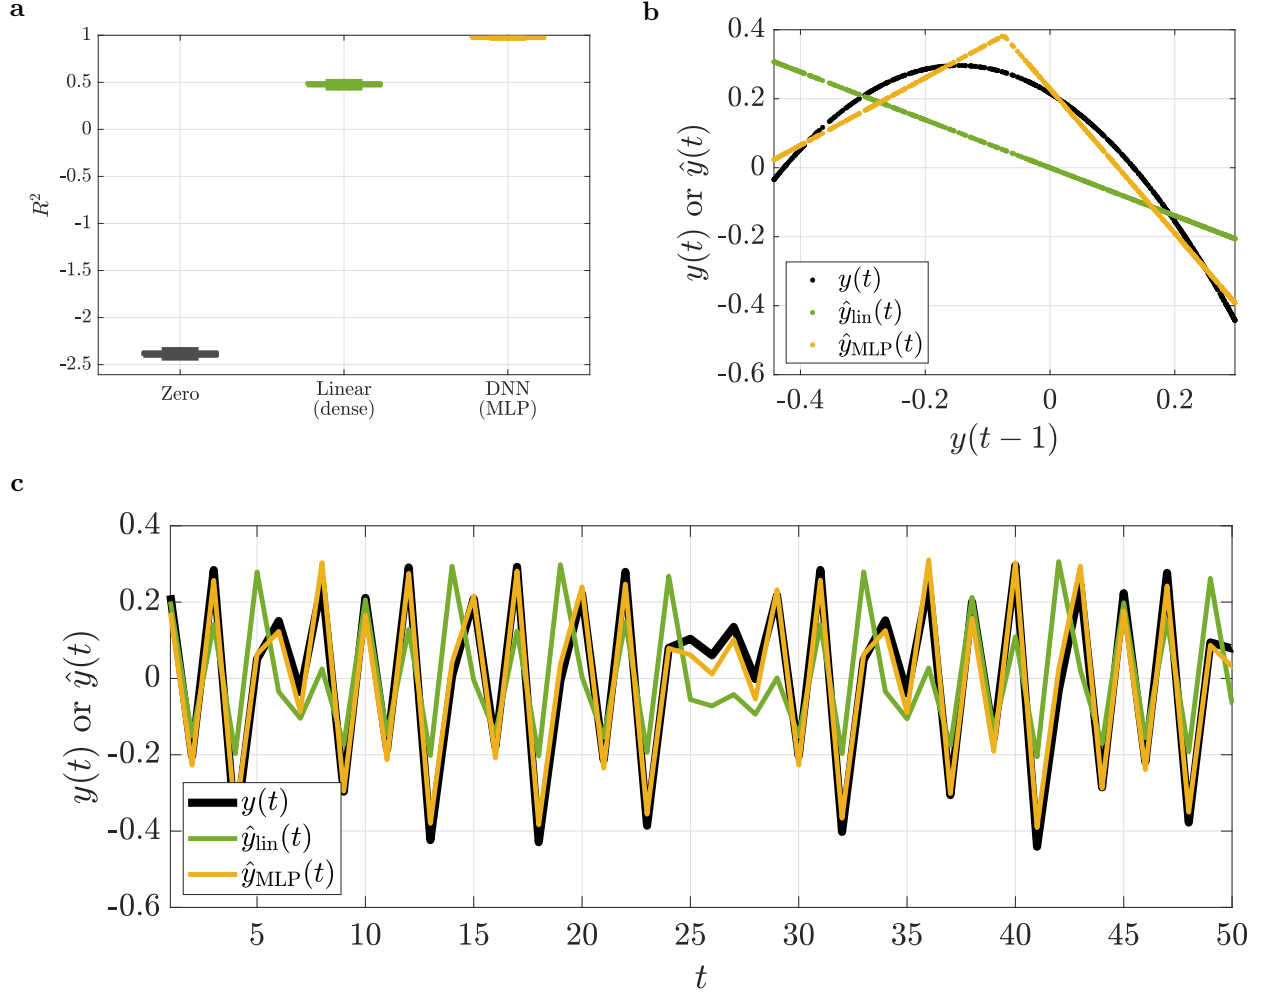 a
1
0.5
0
-0.5
-1
-1.5
-2
-2.5
R²
Zero
Linear
(dense)
DNN
(MLP)
b
0.4
0.2
0
-0.2
-0.4
-0.6
y(t) or ŷ(t)
y(t)
ŷlin(t)
ŷMLP(t)
-0.4 -0.2 0 0.2
y(t − 1)
c
0.4
0.2
0
-0.2
-0.4
-0.6
y(t) or ŷ(t)
y(t)
ŷlin(t)
ŷMLP(t)
5 10 15 20 25 30 35 40 45 50
t